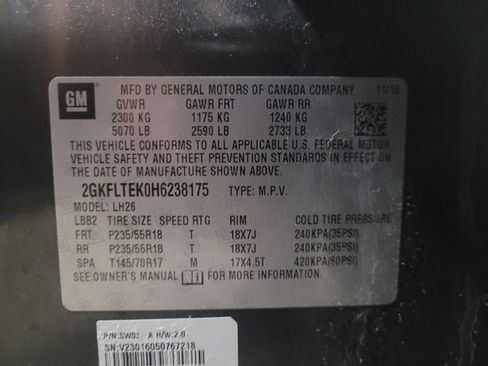 GM
MFD BY GENERAL MOTORS OF CANADA COMPANY 11/16
GVWR GAWR FRT GAWR RR
2300 KG 1175 KG 1240 KG
5070 LB 2590 LB 2733 LB
THIS VEHICLE CONFORMS TO ALL APPLICABLE U.S. FEDERAL MOTOR
VEHICLE SAFETY AND THEFT PREVENTION STANDARDS IN EFFECT ON
THE DATE OF MANUFACTURE SHOWN ABOVE.
2GKFLTEK0H6238175 TYPE: M.P.V.
MODEL: LH26
LBB2 TIRE SIZE SPEED RTG RIM COLD TIRE PRESSURE
FRT P235/55R18 T 18X7J 240KPA(35PSI)
RR P235/55R18 T 18X7J 240KPA(35PSI)
SPA T145/70R17 M 17X4.5T 420KPA(60PSI)
SEE OWNER'S MANUAL FOR MORE INFORMATION.
P/N:SW02 A H/W:2.0
SN:V23016050767218